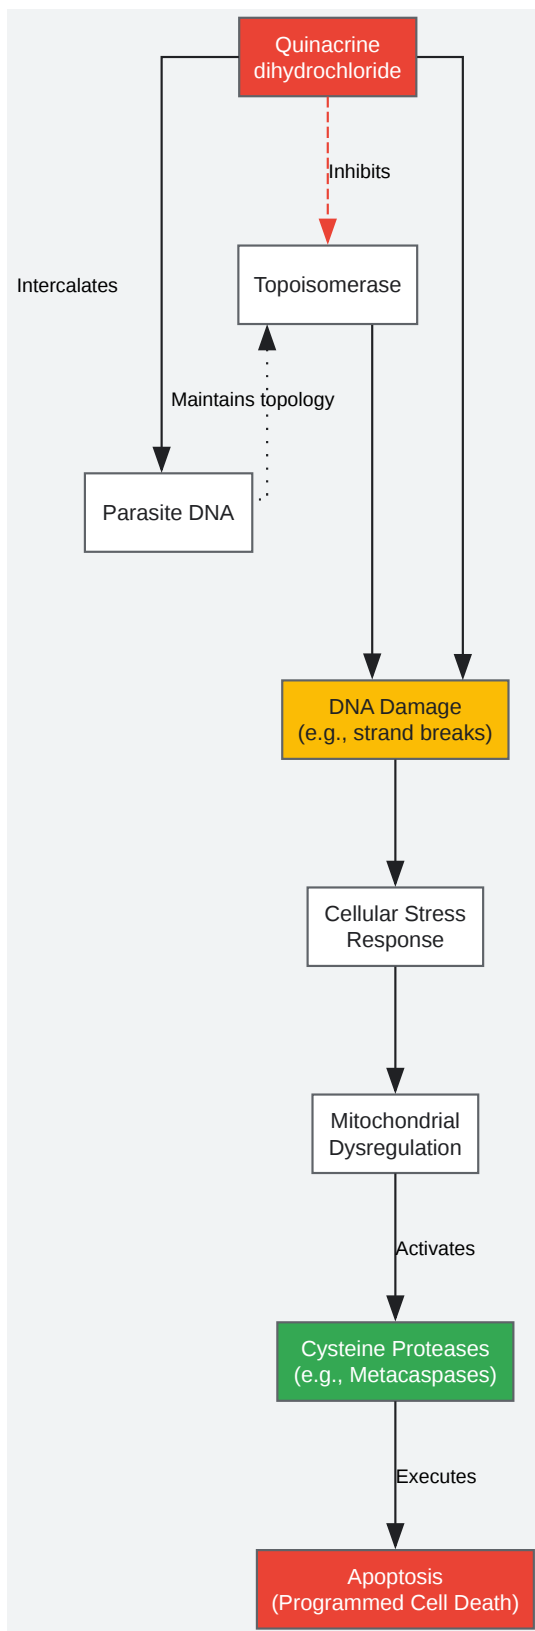 Quinacrine
dihydrochloride
Inhibits
Intercalates
Topoisomerase
Maintains topology
Parasite DNA
DNA Damage
(e.g., strand breaks)
Cellular Stress
Response
Mitochondrial
Dysregulation
Activates
Cysteine Proteases
(e.g., Metacaspases)
Executes
Apoptosis
(Programmed Cell Death)